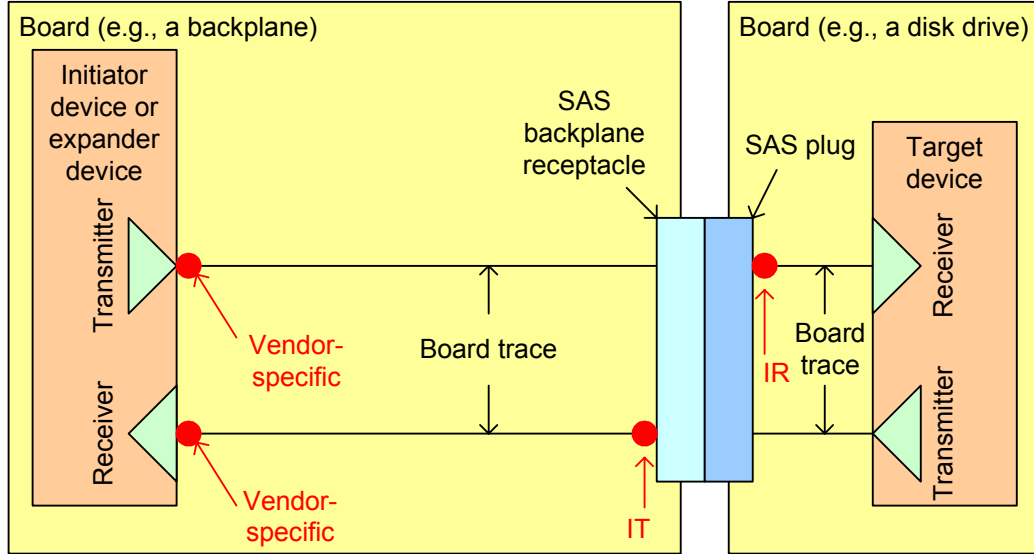 Board (e.g., a backplane)
Board (e.g., a disk drive)
Initiator
device or
expander
device
SAS
backplane
receptacle
SAS plug
Target
device
Transmitter
Receiver
Vendor-
specific
Board trace
IR
Board
trace
Receiver
Transmitter
Vendor-
specific
IT